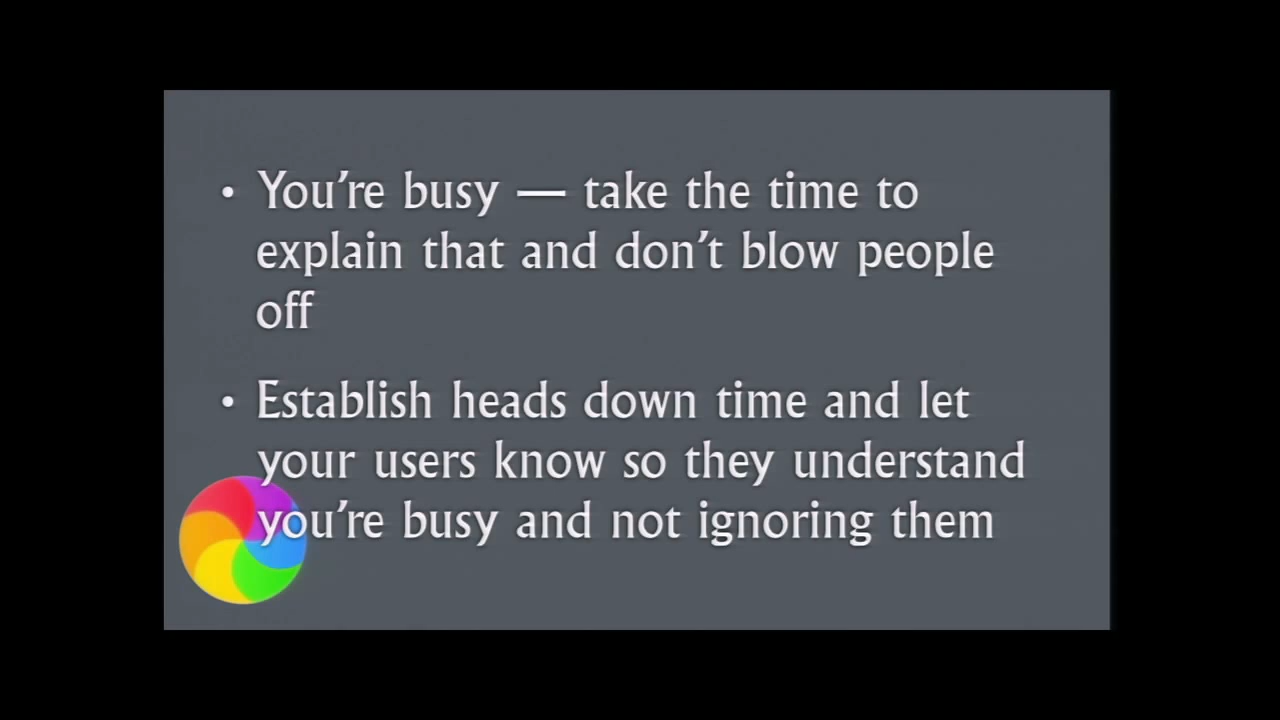 • You're busy — take the time to
explain that and don't blow people
off
• Establish heads down time and let
your users know so they understand
you're busy and not ignoring them